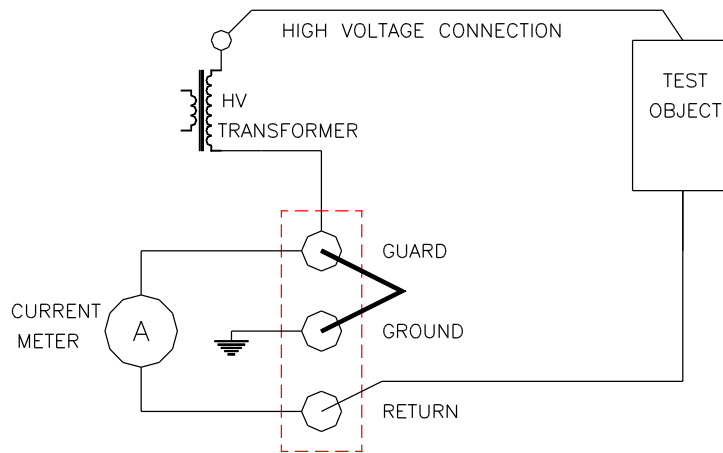 HIGH VOLTAGE CONNECTION
TEST
OBJECT
HV
TRANSFORMER
GUARD
CURRENT
METER
A
GROUND
RETURN